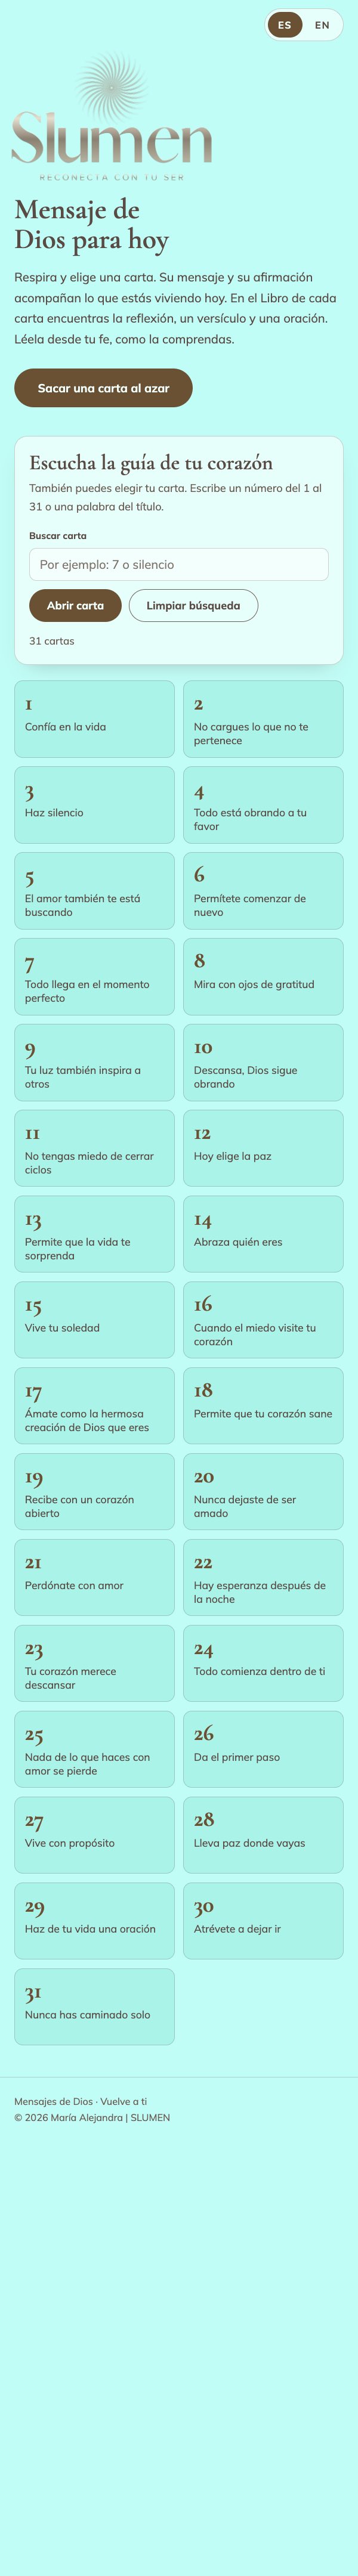 ES
EN
Slumen
RECONECTA CON TU SER
Mensaje de
Dios para hoy
Respira y elige una carta. Su mensaje y su afirmación
acompañan lo que estás viviendo hoy. En el Libro de cada
carta encuentras la reflexión, un versículo y una oración.
Léela desde tu fe, como la comprendas.
Sacar una carta al azar
Escucha la guía de tu corazón
También puedes elegir tu carta. Escribe un número del 1 al
31 o una palabra del título.
Buscar carta
Por ejemplo: 7 o silencio
Abrir carta
Limpiar búsqueda
31 cartas
1
Confía en la vida
2
No cargues lo que no te
pertenece
3
Haz silencio
4
Todo está obrando a tu
favor
5
El amor también te está
buscando
6
Permítete comenzar de
nuevo
7
Todo llega en el momento
perfecto
8
Mira con ojos de gratitud
9
Tu luz también inspira a
otros
10
Descansa, Dios sigue
obrando
11
No tengas miedo de cerrar
ciclos
12
Hoy elige la paz
13
Permite que la vida te
sorprenda
14
Abraza quién eres
15
Vive tu soledad
16
Cuando el miedo visite tu
corazón
17
Ámate como la hermosa
creación de Dios que eres
18
Permite que tu corazón sane
19
Recibe con un corazón
abierto
20
Nunca dejaste de ser
amado
21
Perdónate con amor
22
Hay esperanza después de
la noche
23
Tu corazón merece
descansar
24
Todo comienza dentro de ti
25
Nada de lo que haces con
amor se pierde
26
Da el primer paso
27
Vive con propósito
28
Lleva paz donde vayas
29
Haz de tu vida una oración
30
Atrévete a dejar ir
31
Nunca has caminado solo
Mensajes de Dios · Vuelve a ti
© 2026 María Alejandra | SLUMEN